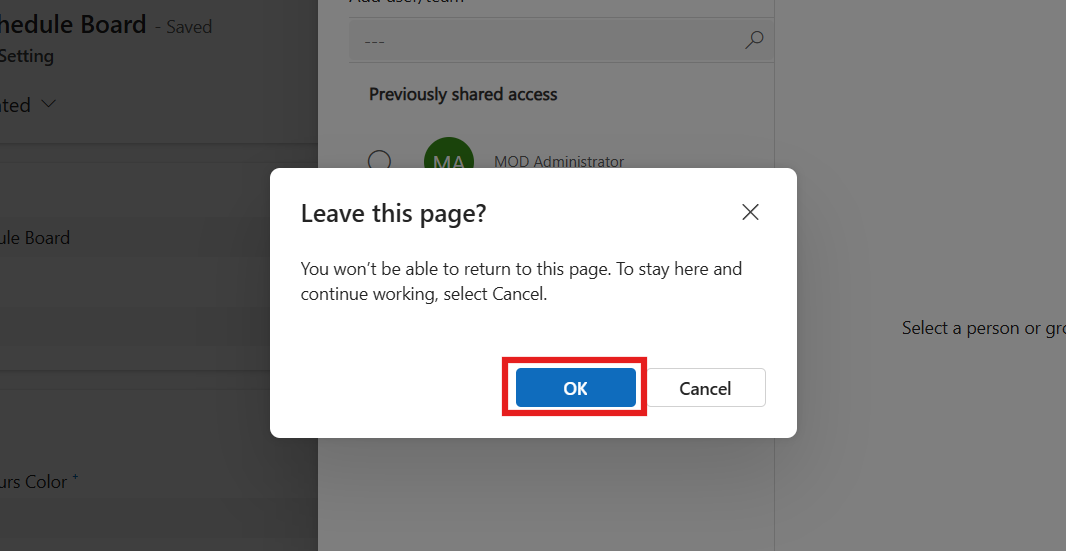 hedule Board - Saved
Setting
ated
Add user/team
---
Previously shared access
MA MOD Administrator
Leave this page?
You won’t be able to return to this page. To stay here and
continue working, select Cancel.
OK Cancel
ule Board
Select a person or gro
urs Color *